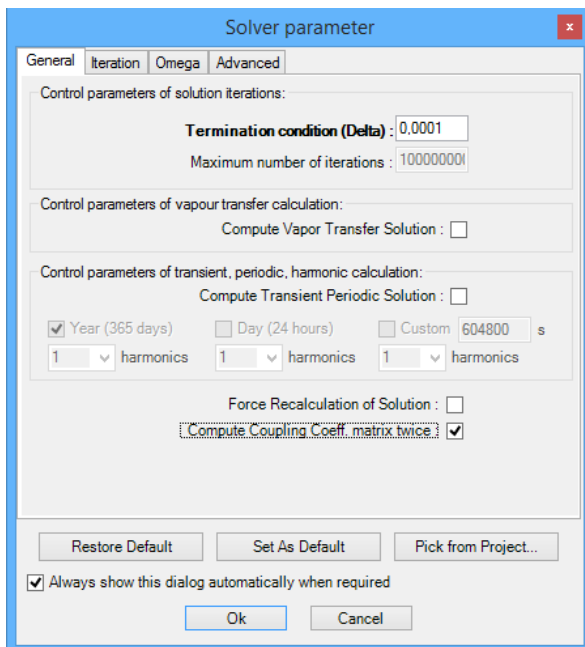 Solver parameter
x
General Iteration Omega Advanced
Control parameters of solution iterations:
Termination condition (Delta) : 0,0001
Maximum number of iterations : 100000000
Control parameters of vapour transfer calculation:
Compute Vapor Transfer Solution :
Control parameters of transient, periodic, harmonic calculation:
Compute Transient Periodic Solution :
Year (365 days) Day (24 hours) Custom 604800 s
1 harmonics 1 harmonics 1 harmonics
Force Recalculation of Solution :
Compute Coupling Coeff. matrix twice :
Restore Default Set As Default Pick from Project...
Always show this dialog automatically when required
Ok Cancel